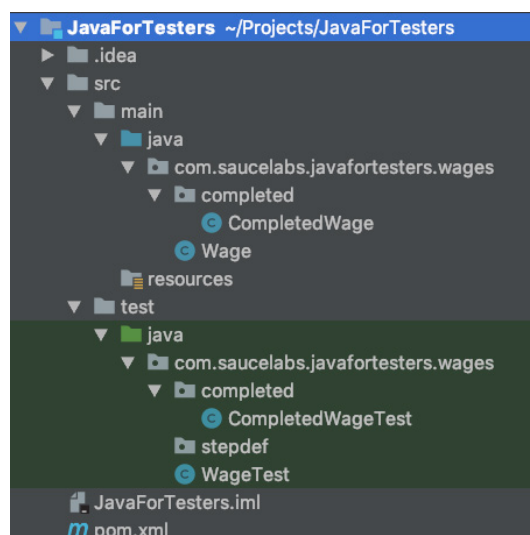 JavaForTesters ~/Projects/JavaForTesters
.idea
src
main
java
com.saucelabs.javafortesters.wages
completed
CompletedWage
Wage
resources
test
java
com.saucelabs.javafortesters.wages
completed
CompletedWageTest
stepdef
WageTest
JavaForTesters.iml
pom.xml